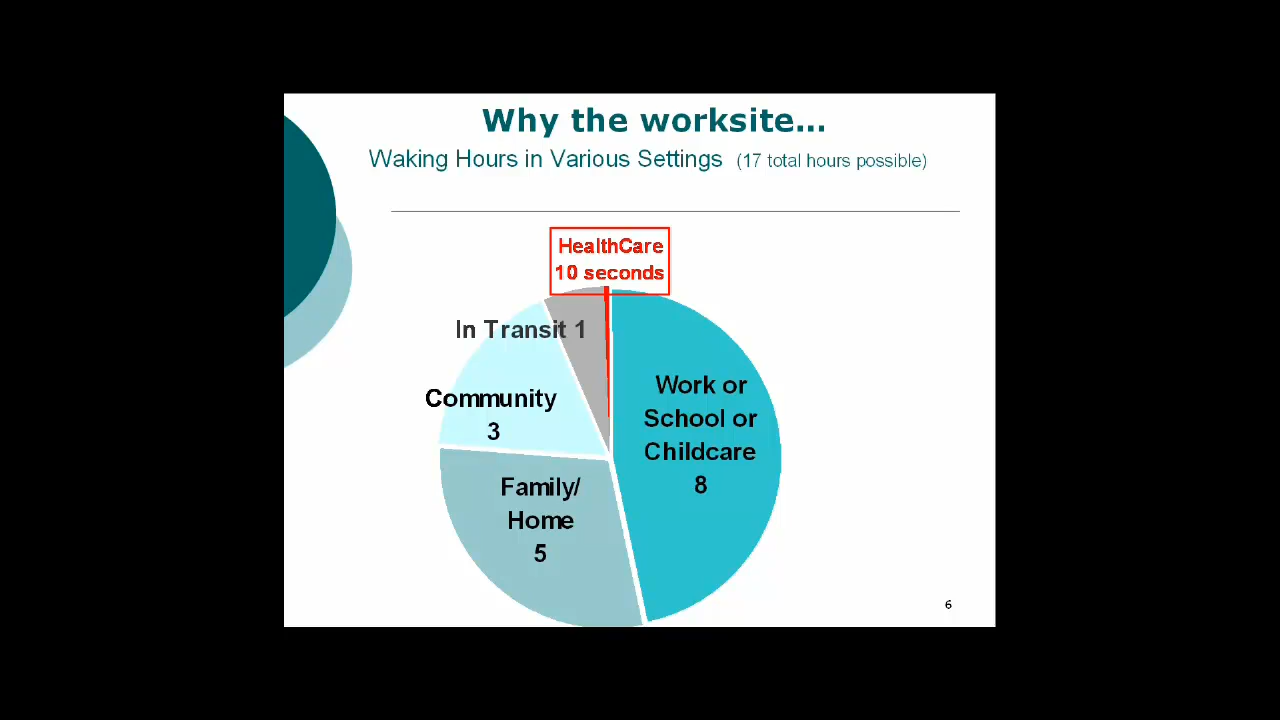 Why the worksite...
Waking Hours in Various Settings (17 total hours possible)
HealthCare
10 seconds
In Transit 1
Work or
School or
Childcare
8
Community
3
Family/
Home
5
6